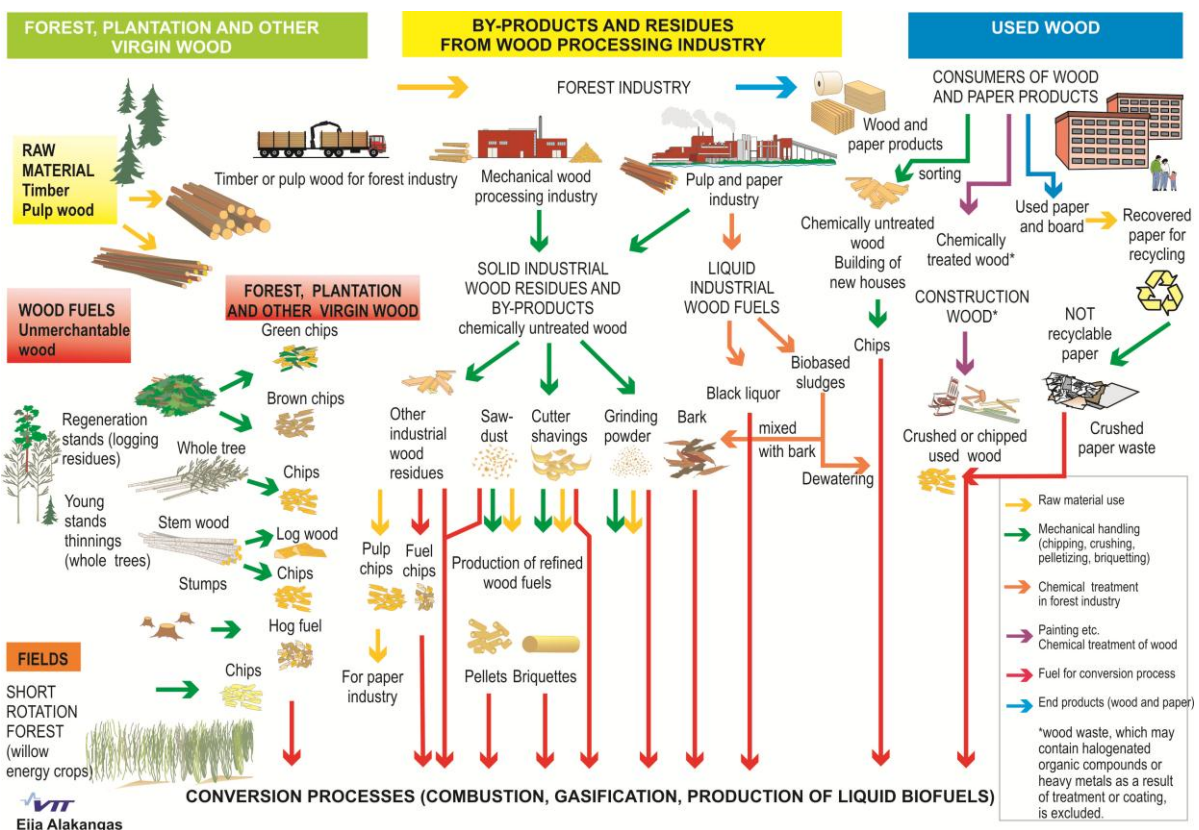 FOREST, PLANTATION AND OTHER
VIRGIN WOOD
BY-PRODUCTS AND RESIDUES
FROM WOOD PROCESSING INDUSTRY
USED WOOD
RAW
MATERIAL
Timber
Pulp wood
Timber or pulp wood for forest industry
FOREST INDUSTRY
Mechanical wood
processing industry
Pulp and paper
industry
Wood and
paper products
CONSUMERS OF WOOD
AND PAPER PRODUCTS
sorting
Chemically untreated
wood
Building of
new houses
Chemically
treated wood*
Used paper
and board
Recovered
paper for
recycling
WOOD FUELS
Unmerchantable
wood
FOREST, PLANTATION
AND OTHER VIRGIN WOOD
Green chips
Brown chips
Regeneration
stands (logging
residues)
Whole tree
Chips
Young
stands
thinnings
(whole trees)
Stem wood
Log wood
Chips
Stumps
Hog fuel
FIELDS
Chips
SHORT
ROTATION
FOREST
(willow
energy crops)
SOLID INDUSTRIAL
WOOD RESIDUES AND
BY-PRODUCTS
chemically untreated wood
LIQUID
INDUSTRIAL
WOOD FUELS
Other
industrial
wood
residues
Saw-
dust
Cutter
shavings
Grinding
powder
Bark
Black liquor
Biobased
sludges
mixed
with bark
Dewatering
Chips
CONSTRUCTION
WOOD*
NOT
recyclable
paper
Crushed or chipped
used wood
Crushed
paper waste
Pulp
chips
Fuel
chips
Production of refined
wood fuels
For paper
industry
Pellets
Briquettes
Raw material use
Mechanical handling
(chipping, crushing,
pelletizing, briquetting)
Chemical treatment
in forest industry
Painting etc.
Chemical treatment of wood
Fuel for conversion process
End products (wood and paper)
*wood waste, which may
contain halogenated
organic compounds or
heavy metals as a result
of treatment or coating,
is excluded.
CONVERSION PROCESSES (COMBUSTION, GASIFICATION, PRODUCTION OF LIQUID BIOFUELS)
VTT
Eija Alakangas